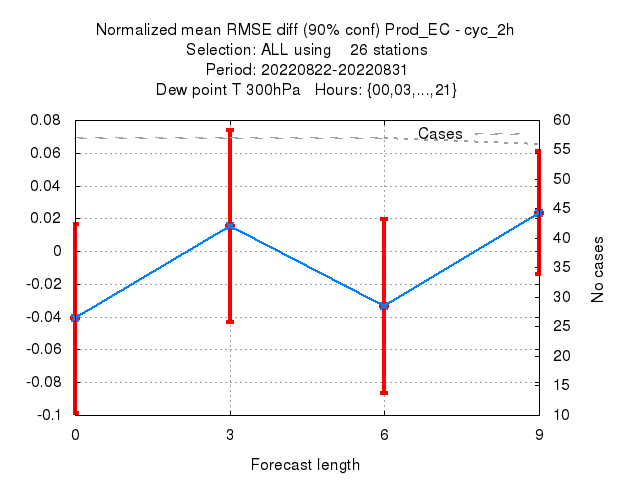 Normalized mean RMSE diff (90% conf) Prod_EC - cyc_2h
Selection: ALL using 26 stations
Period: 20220822-20220831
Dew point T 300hPa Hours: {00,03,...,21}
0.08
0.06
0.04
0.02
0
-0.02
-0.04
-0.06
-0.08
-0.1
Cases
60
55
50
45
40
35
30
25
20
15
10
No cases
0 3 6 9
Forecast length